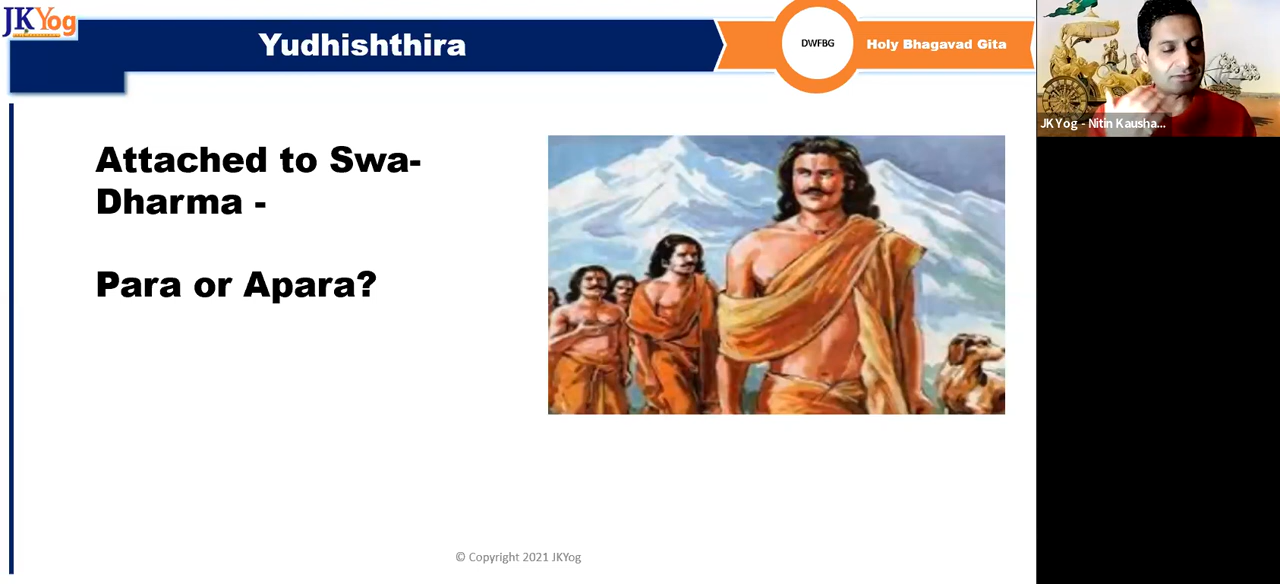 JKYog
Yudhishthira
DWFBG
Holy Bhagavad Gita
JKYog - Nitin Kausha...
Attached to Swa-
Dharma -
Para or Apara?
© Copyright 2021 JKYog